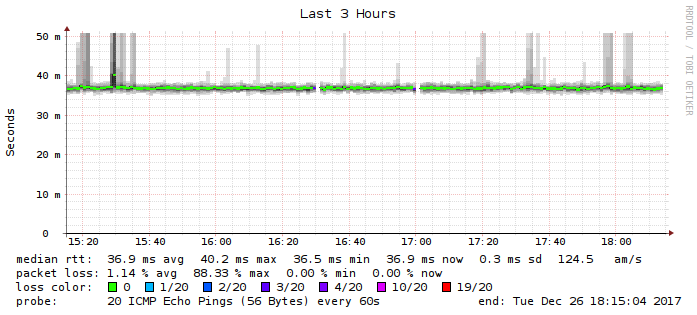 Last 3 Hours
RRDTOOL / TOBI OETIKER
Seconds
50 m
40 m
30 m
20 m
10 m
0
15:20 15:40 16:00 16:20 16:40 17:00 17:20 17:40 18:00
median rtt: 36.9 ms avg 40.2 ms max 36.5 ms min 36.9 ms now 0.3 ms sd 124.5 am/s
packet loss: 1.14 % avg 88.33 % max 0.00 % min 0.00 % now
loss color: 0 1/20 2/20 3/20 4/20 10/20 19/20
probe: 20 ICMP Echo Pings (56 Bytes) every 60s end: Tue Dec 26 18:15:04 2017